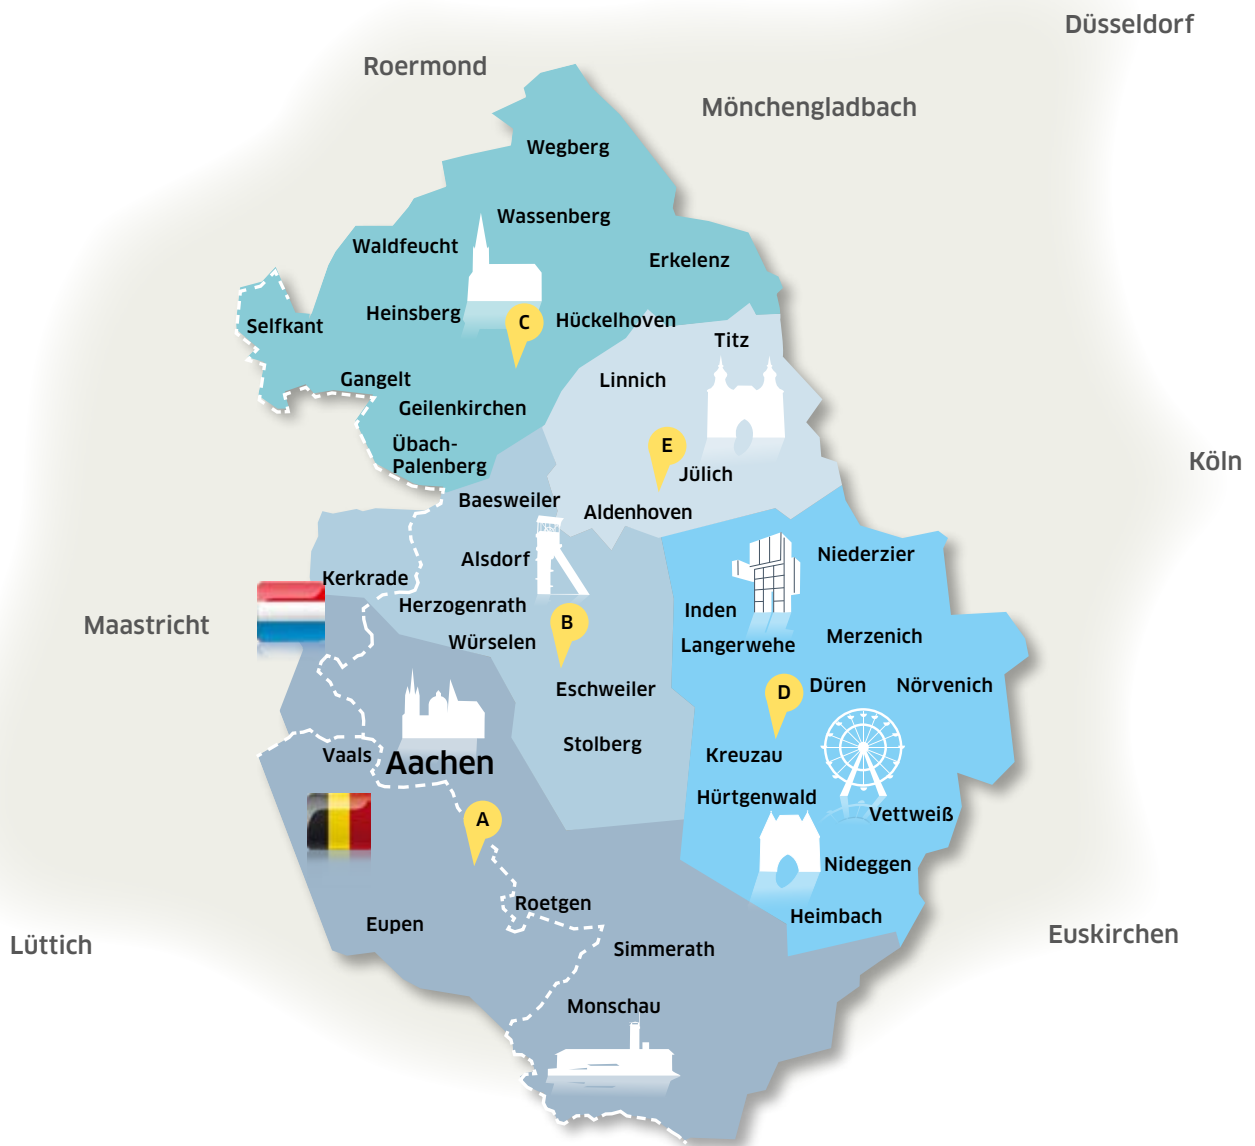 Düsseldorf
Roermond
Mönchengladbach
Wegberg
Wassenberg
Waldfeucht
Erkelenz
Heinsberg
C
Hückelhoven
Selfkant
Titz
Gangelt
Linnich
Geilenkirchen
Übach-
Palenberg
E
Köln
Jülich
Baesweiler
Aldenhoven
Alsdorf
Niederzier
Kerkrade
Herzogenrath
Inden
Maastricht
B
Würselen
Langerwehe
Merzenich
Eschweiler
D
Düren
Nörvenich
Stolberg
Vaals
Aachen
Kreuzau
Hürtgenwald
A
Vettweiß
Nideggen
Roetgen
Eupen
Heimbach
Lüttich
Simmerath
Euskirchen
Monschau